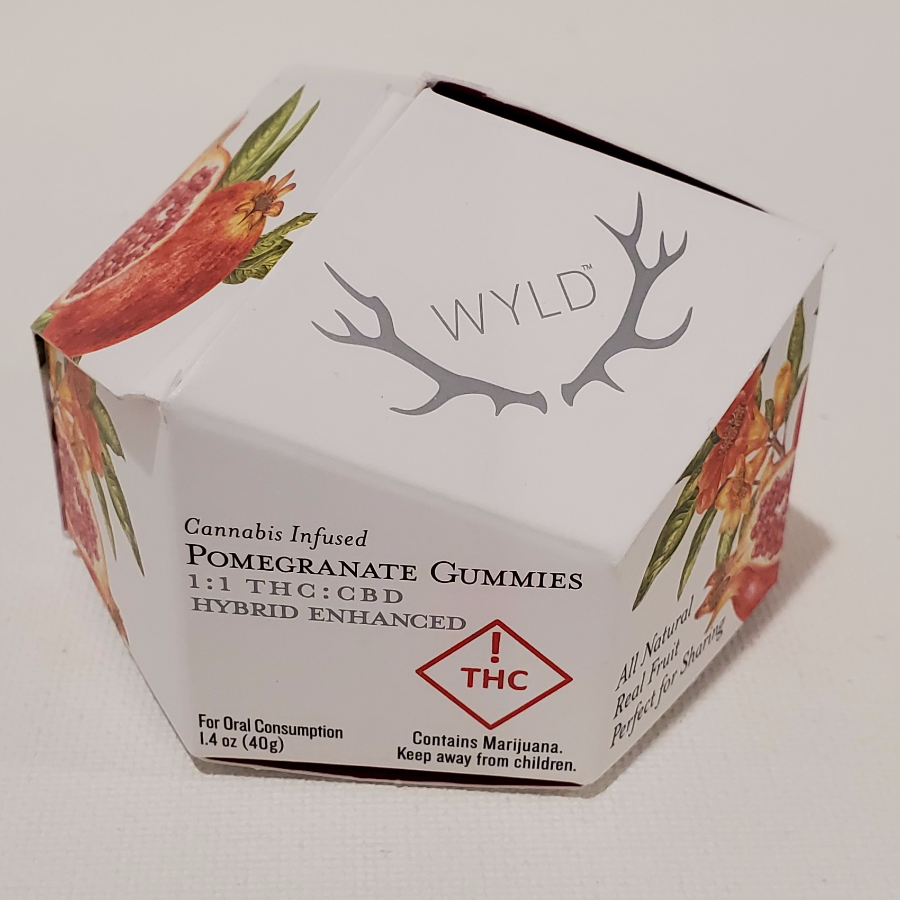 WYLD™
Cannabis Infused
POMEGRANATE GUMMIES
1:1 THC:CBD
HYBRID ENHANCED
!
THC
For Oral Consumption
1.4 oz (40g)
Contains Marijuana.
Keep away from children.
All Natural
Real Fruit
Perfect for Sharing